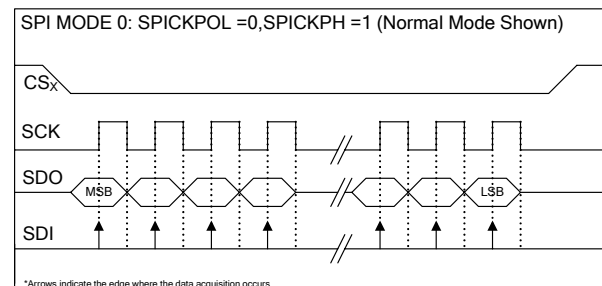 SPI MODE 0: SPICKPOL =0,SPICKPH =1 (Normal Mode Shown)
CSx
SCK
SDO
MSB
LSB
SDI
*Arrows indicate the edge where the data acquisition occurs